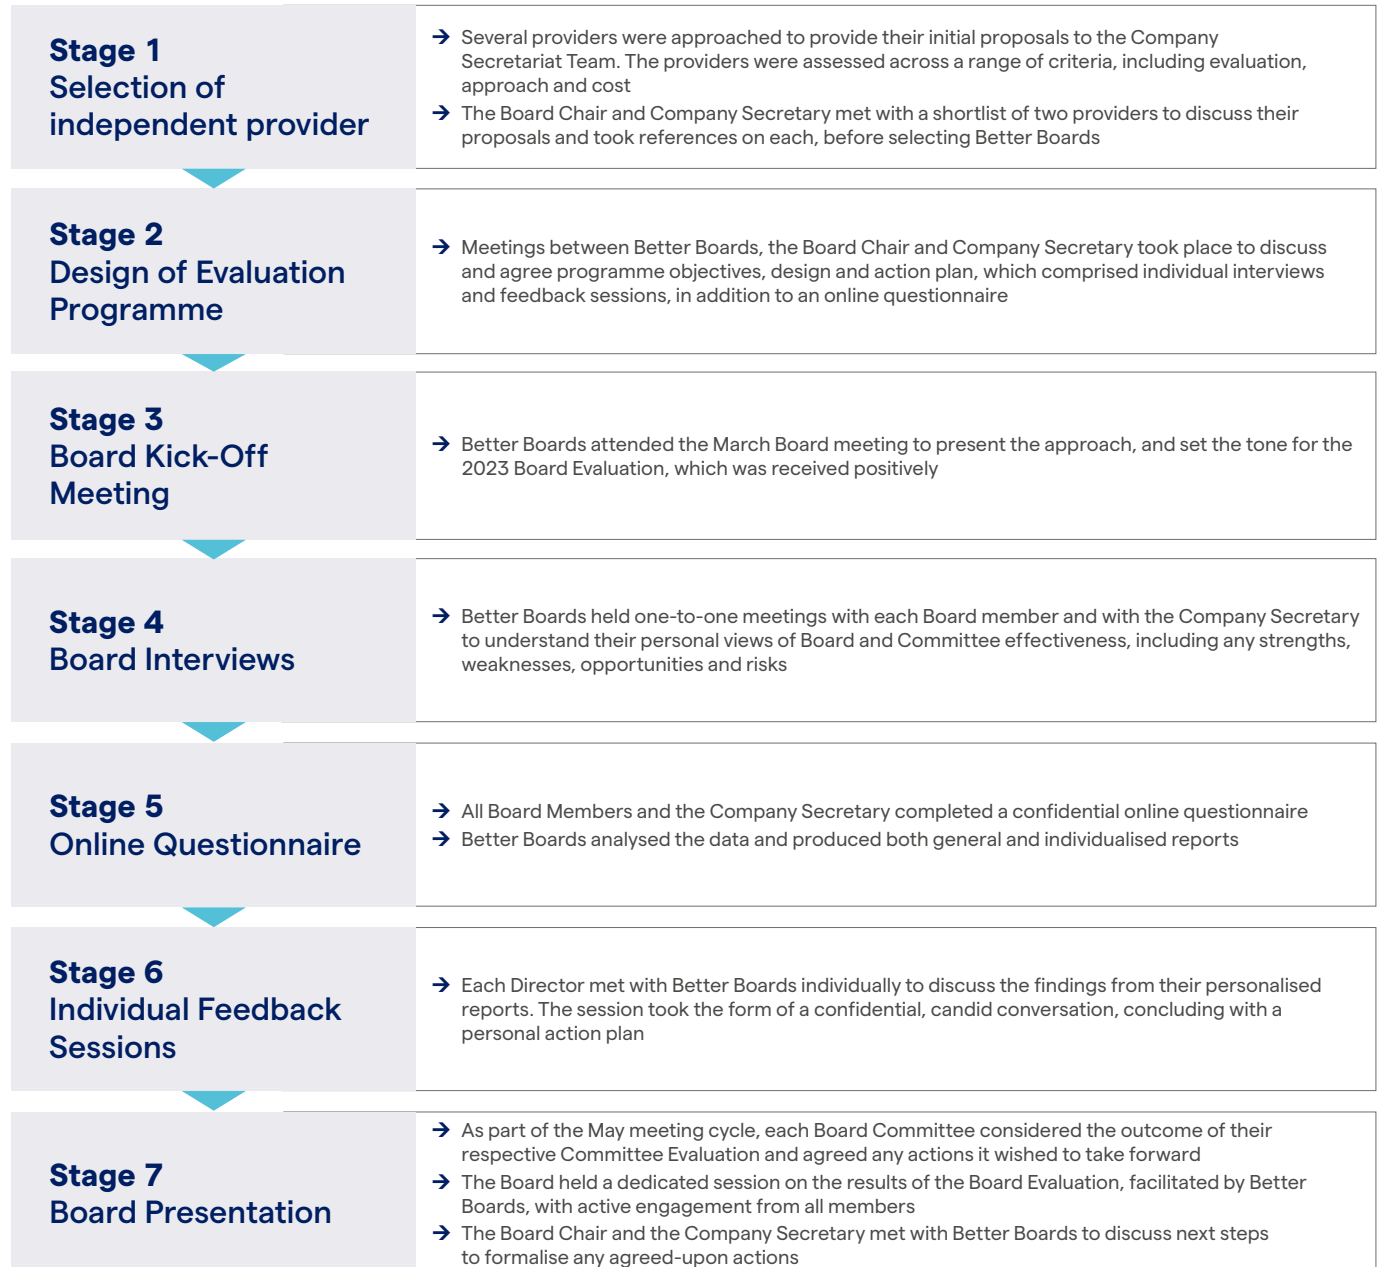 Stage 1
Selection of
independent provider
→ Several providers were approached to provide their initial proposals to the Company
Secretariat Team. The providers were assessed across a range of criteria, including evaluation,
approach and cost
→ The Board Chair and Company Secretary met with a shortlist of two providers to discuss their
proposals and took references on each, before selecting Better Boards
Stage 2
Design of Evaluation
Programme
→ Meetings between Better Boards, the Board Chair and Company Secretary took place to discuss
and agree programme objectives, design and action plan, which comprised individual interviews
and feedback sessions, in addition to an online questionnaire
Stage 3
Board Kick-Off
Meeting
→ Better Boards attended the March Board meeting to present the approach, and set the tone for the
2023 Board Evaluation, which was received positively
Stage 4
Board Interviews
→ Better Boards held one-to-one meetings with each Board member and with the Company Secretary
to understand their personal views of Board and Committee effectiveness, including any strengths,
weaknesses, opportunities and risks
Stage 5
Online Questionnaire
→ All Board Members and the Company Secretary completed a confidential online questionnaire
→ Better Boards analysed the data and produced both general and individualised reports
Stage 6
Individual Feedback
Sessions
→ Each Director met with Better Boards individually to discuss the findings from their personalised
reports. The session took the form of a confidential, candid conversation, concluding with a
personal action plan
Stage 7
Board Presentation
→ As part of the May meeting cycle, each Board Committee considered the outcome of their
respective Committee Evaluation and agreed any actions it wished to take forward
→ The Board held a dedicated session on the results of the Board Evaluation, facilitated by Better
Boards, with active engagement from all members
→ The Board Chair and the Company Secretary met with Better Boards to discuss next steps
to formalise any agreed-upon actions